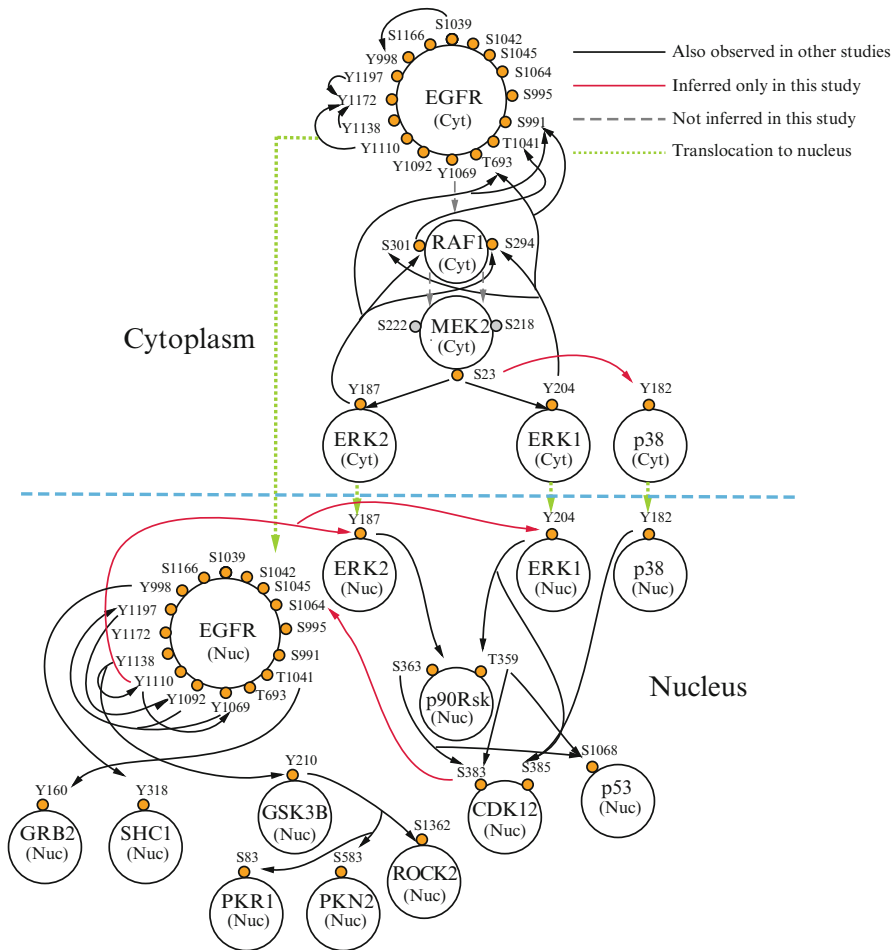 S1039
S1166
S1042
Y998
S1045
Y1197
S1064
Y1172
EGFR
(Cyt)
S995
Y1138
S991
Y1110
T1041
Y1092
Y1069
T693
Also observed in other studies
Inferred only in this study
Not inferred in this study
Translocation to nucleus
S301
RAF1
(Cyt)
S294
Cytoplasm
S222
MEK2
(Cyt)
S218
S23
Y187
Y204
Y182
ERK2
(Cyt)
ERK1
(Cyt)
p38
(Cyt)
Y187
Y204
Y182
ERK2
(Nuc)
ERK1
(Nuc)
p38
(Nuc)
S1039
S1166
S1042
Y998
S1045
Y1197
S1064
Y1172
EGFR
(Nuc)
S995
Y1138
S991
Y1110
T1041
Y1092
Y1069
T693
S363
T359
p90Rsk
(Nuc)
Nucleus
Y210
S383
S385
S1068
GSK3B
(Nuc)
CDK12
(Nuc)
p53
(Nuc)
Y160
Y318
GRB2
(Nuc)
SHC1
(Nuc)
S1362
ROCK2
(Nuc)
S83
S583
PKR1
(Nuc)
PKN2
(Nuc)